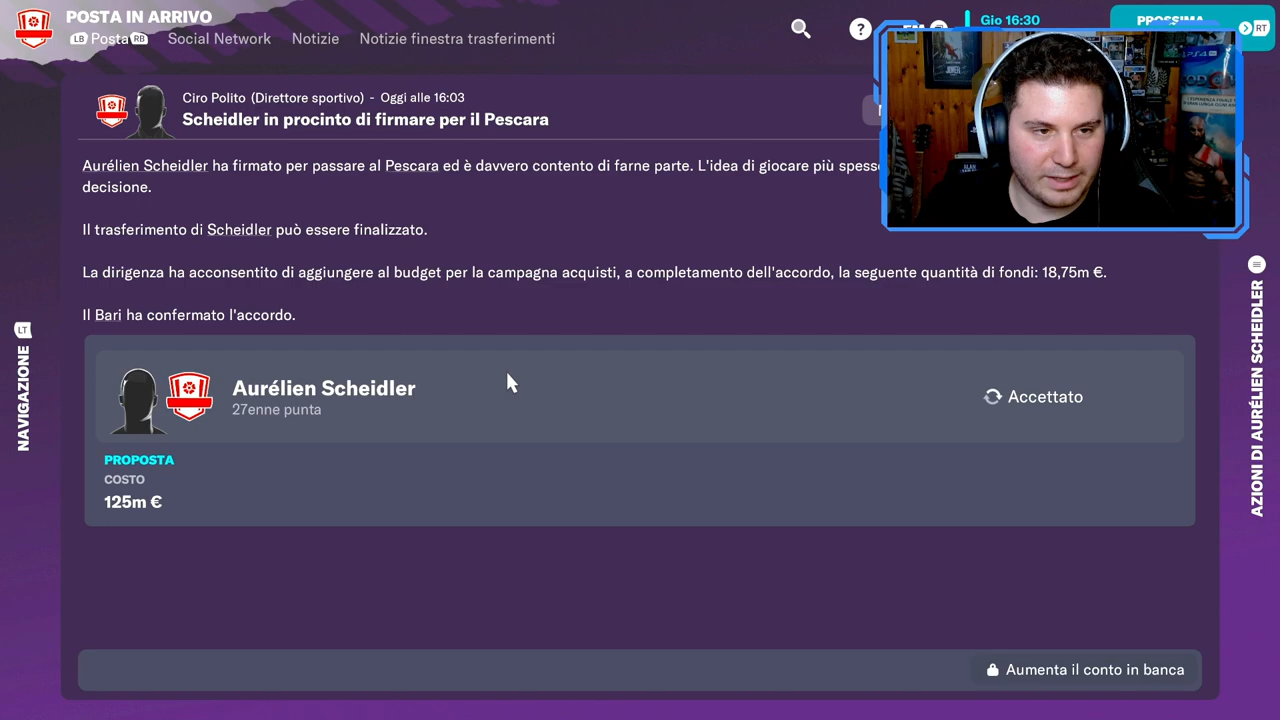 POSTA IN ARRIVO
LB Posta RB Social Network Notizie Notizie finestra trasferimenti
?
Gio 16:30
PROSSIMA
RT
Ciro Polito (Direttore sportivo) - Oggi alle 16:03
Scheidler in procinto di firmare per il Pescara
Aurélien Scheidler ha firmato per passare al Pescara ed è davvero contento di farne parte. L'idea di giocare più spesso
decisione.
Il trasferimento di Scheidler può essere finalizzato.
La dirigenza ha acconsentito di aggiungere al budget per la campagna acquisti, a completamento dell'accordo, la seguente quantità di fondi: 18,75m €.
Il Bari ha confermato l'accordo.
Aurélien Scheidler
27enne punta
Accettato
PROPOSTA
COSTO
125m €
Aumenta il conto in banca
LT
NAVIGAZIONE
AZIONI DI AURÉLIEN SCHEIDLER